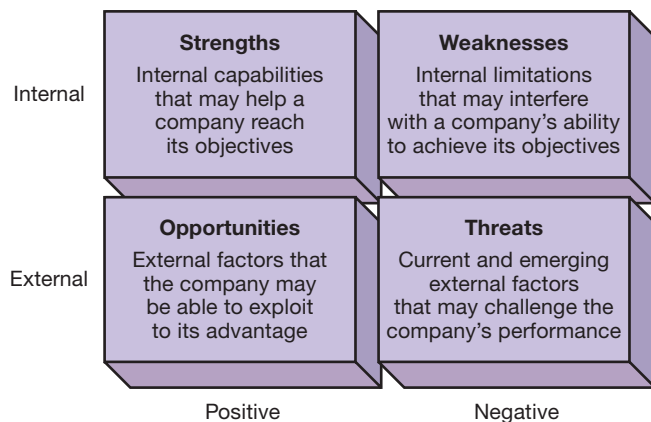 Internal
Strengths
Internal capabilities
that may help a
company reach
its objectives
Weaknesses
Internal limitations
that may interfere
with a company's ability
to achieve its objectives
External
Opportunities
External factors that
the company may
be able to exploit
to its advantage
Threats
Current and emerging
external factors
that may challenge the
company's performance
Positive
Negative